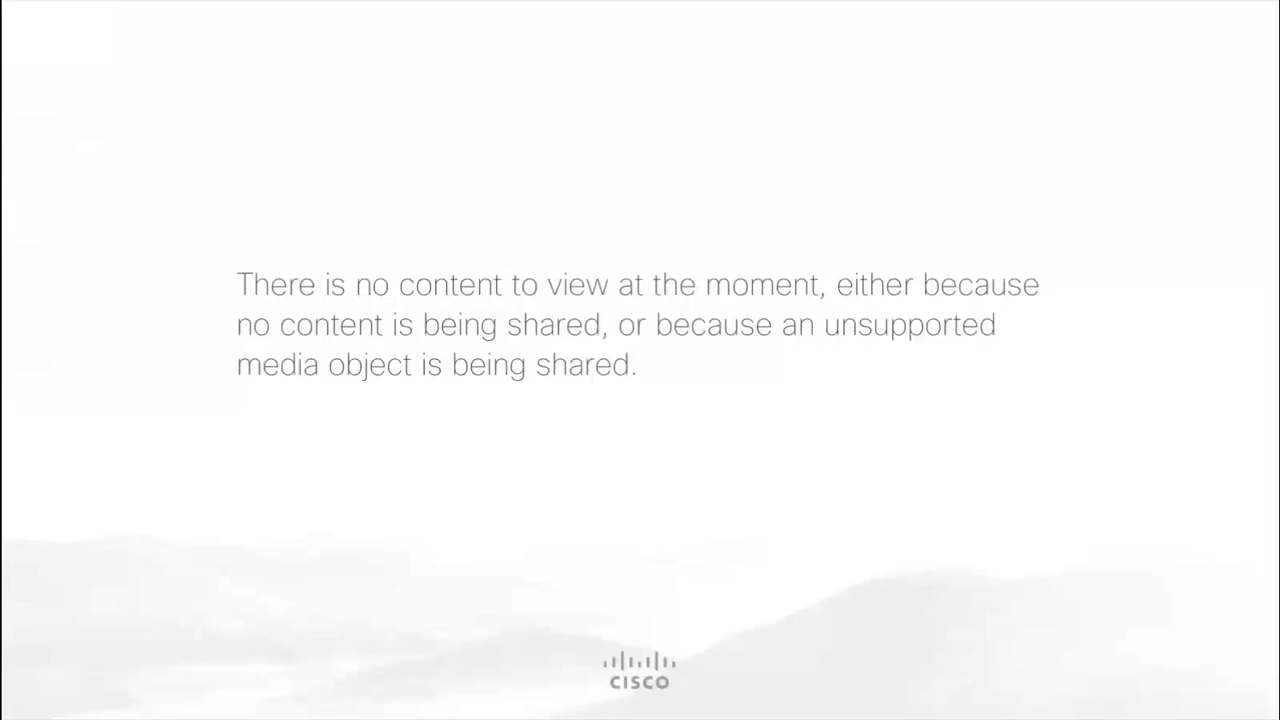 There is no content to view at the moment, either because
no content is being shared, or because an unsupported
media object is being shared.
CISCO